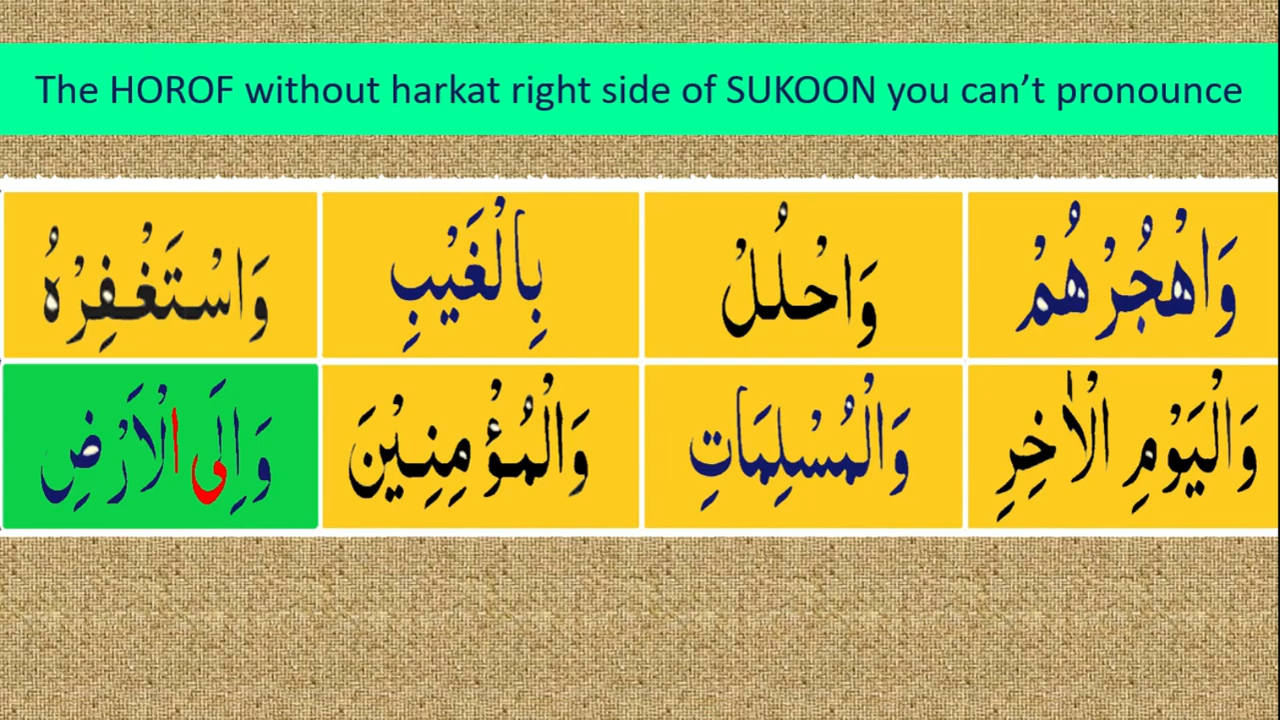 The HOROF without harkat right side of SUKOON you can't pronounce
وَاهْجُرْهُمْ وَاحْلُلْ بِالْغَيْبِ وَاسْتَغْفِرْهُ
وَالْيَوْمِ الْاٰخِرِ وَالْمُسْلِمَاتِ وَالْمُؤْمِنِيْنَ وَاِلَى الْاَرْضِ